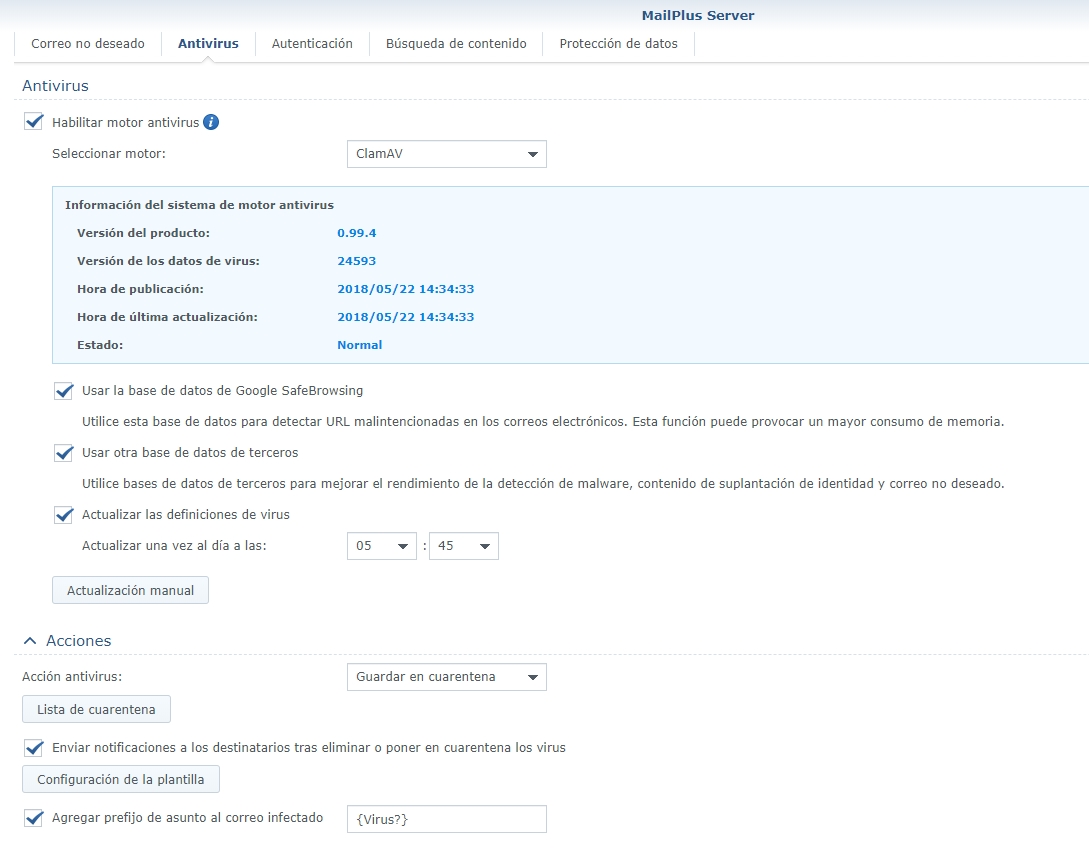 MailPlus Server
Correo no deseado Antivirus Autenticación Búsqueda de contenido Protección de datos
Antivirus
Habilitar motor antivirus i
Seleccionar motor: ClamAV
Información del sistema de motor antivirus
Versión del producto: 0.99.4
Versión de los datos de virus: 24593
Hora de publicación: 2018/05/22 14:34:33
Hora de última actualización: 2018/05/22 14:34:33
Estado: Normal
Usar la base de datos de Google SafeBrowsing
Utilice esta base de datos para detectar URL malintencionadas en los correos electrónicos. Esta función puede provocar un mayor consumo de memoria.
Usar otra base de datos de terceros
Utilice bases de datos de terceros para mejorar el rendimiento de la detección de malware, contenido de suplantación de identidad y correo no deseado.
Actualizar las definiciones de virus
Actualizar una vez al día a las: 05 : 45
Actualización manual
Acciones
Acción antivirus: Guardar en cuarentena
Lista de cuarentena
Enviar notificaciones a los destinatarios tras eliminar o poner en cuarentena los virus
Configuración de la plantilla
Agregar prefijo de asunto al correo infectado {Virus?}